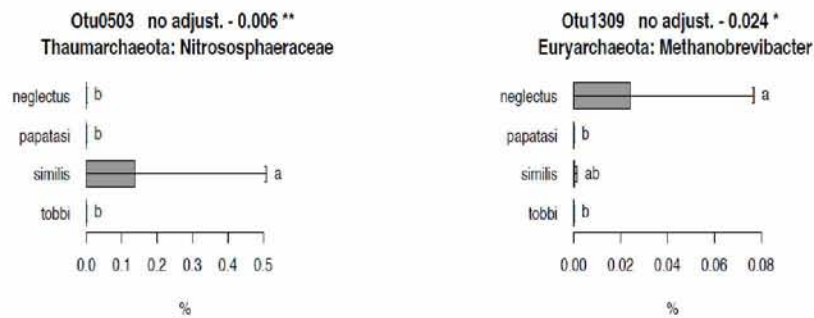 Otu0503 no adjust. - 0.006 **
Thaumarchaeota: Nitrososphaeraceae
neglectus b
papatasi b
similis a
tobbi b
0.0 0.1 0.2 0.3 0.4 0.5
%
Otu1309 no adjust. - 0.024 *
Euryarchaeota: Methanobrevibacter
neglectus a
papatasi b
similis ab
tobbi b
0.00 0.02 0.04 0.06 0.08
%